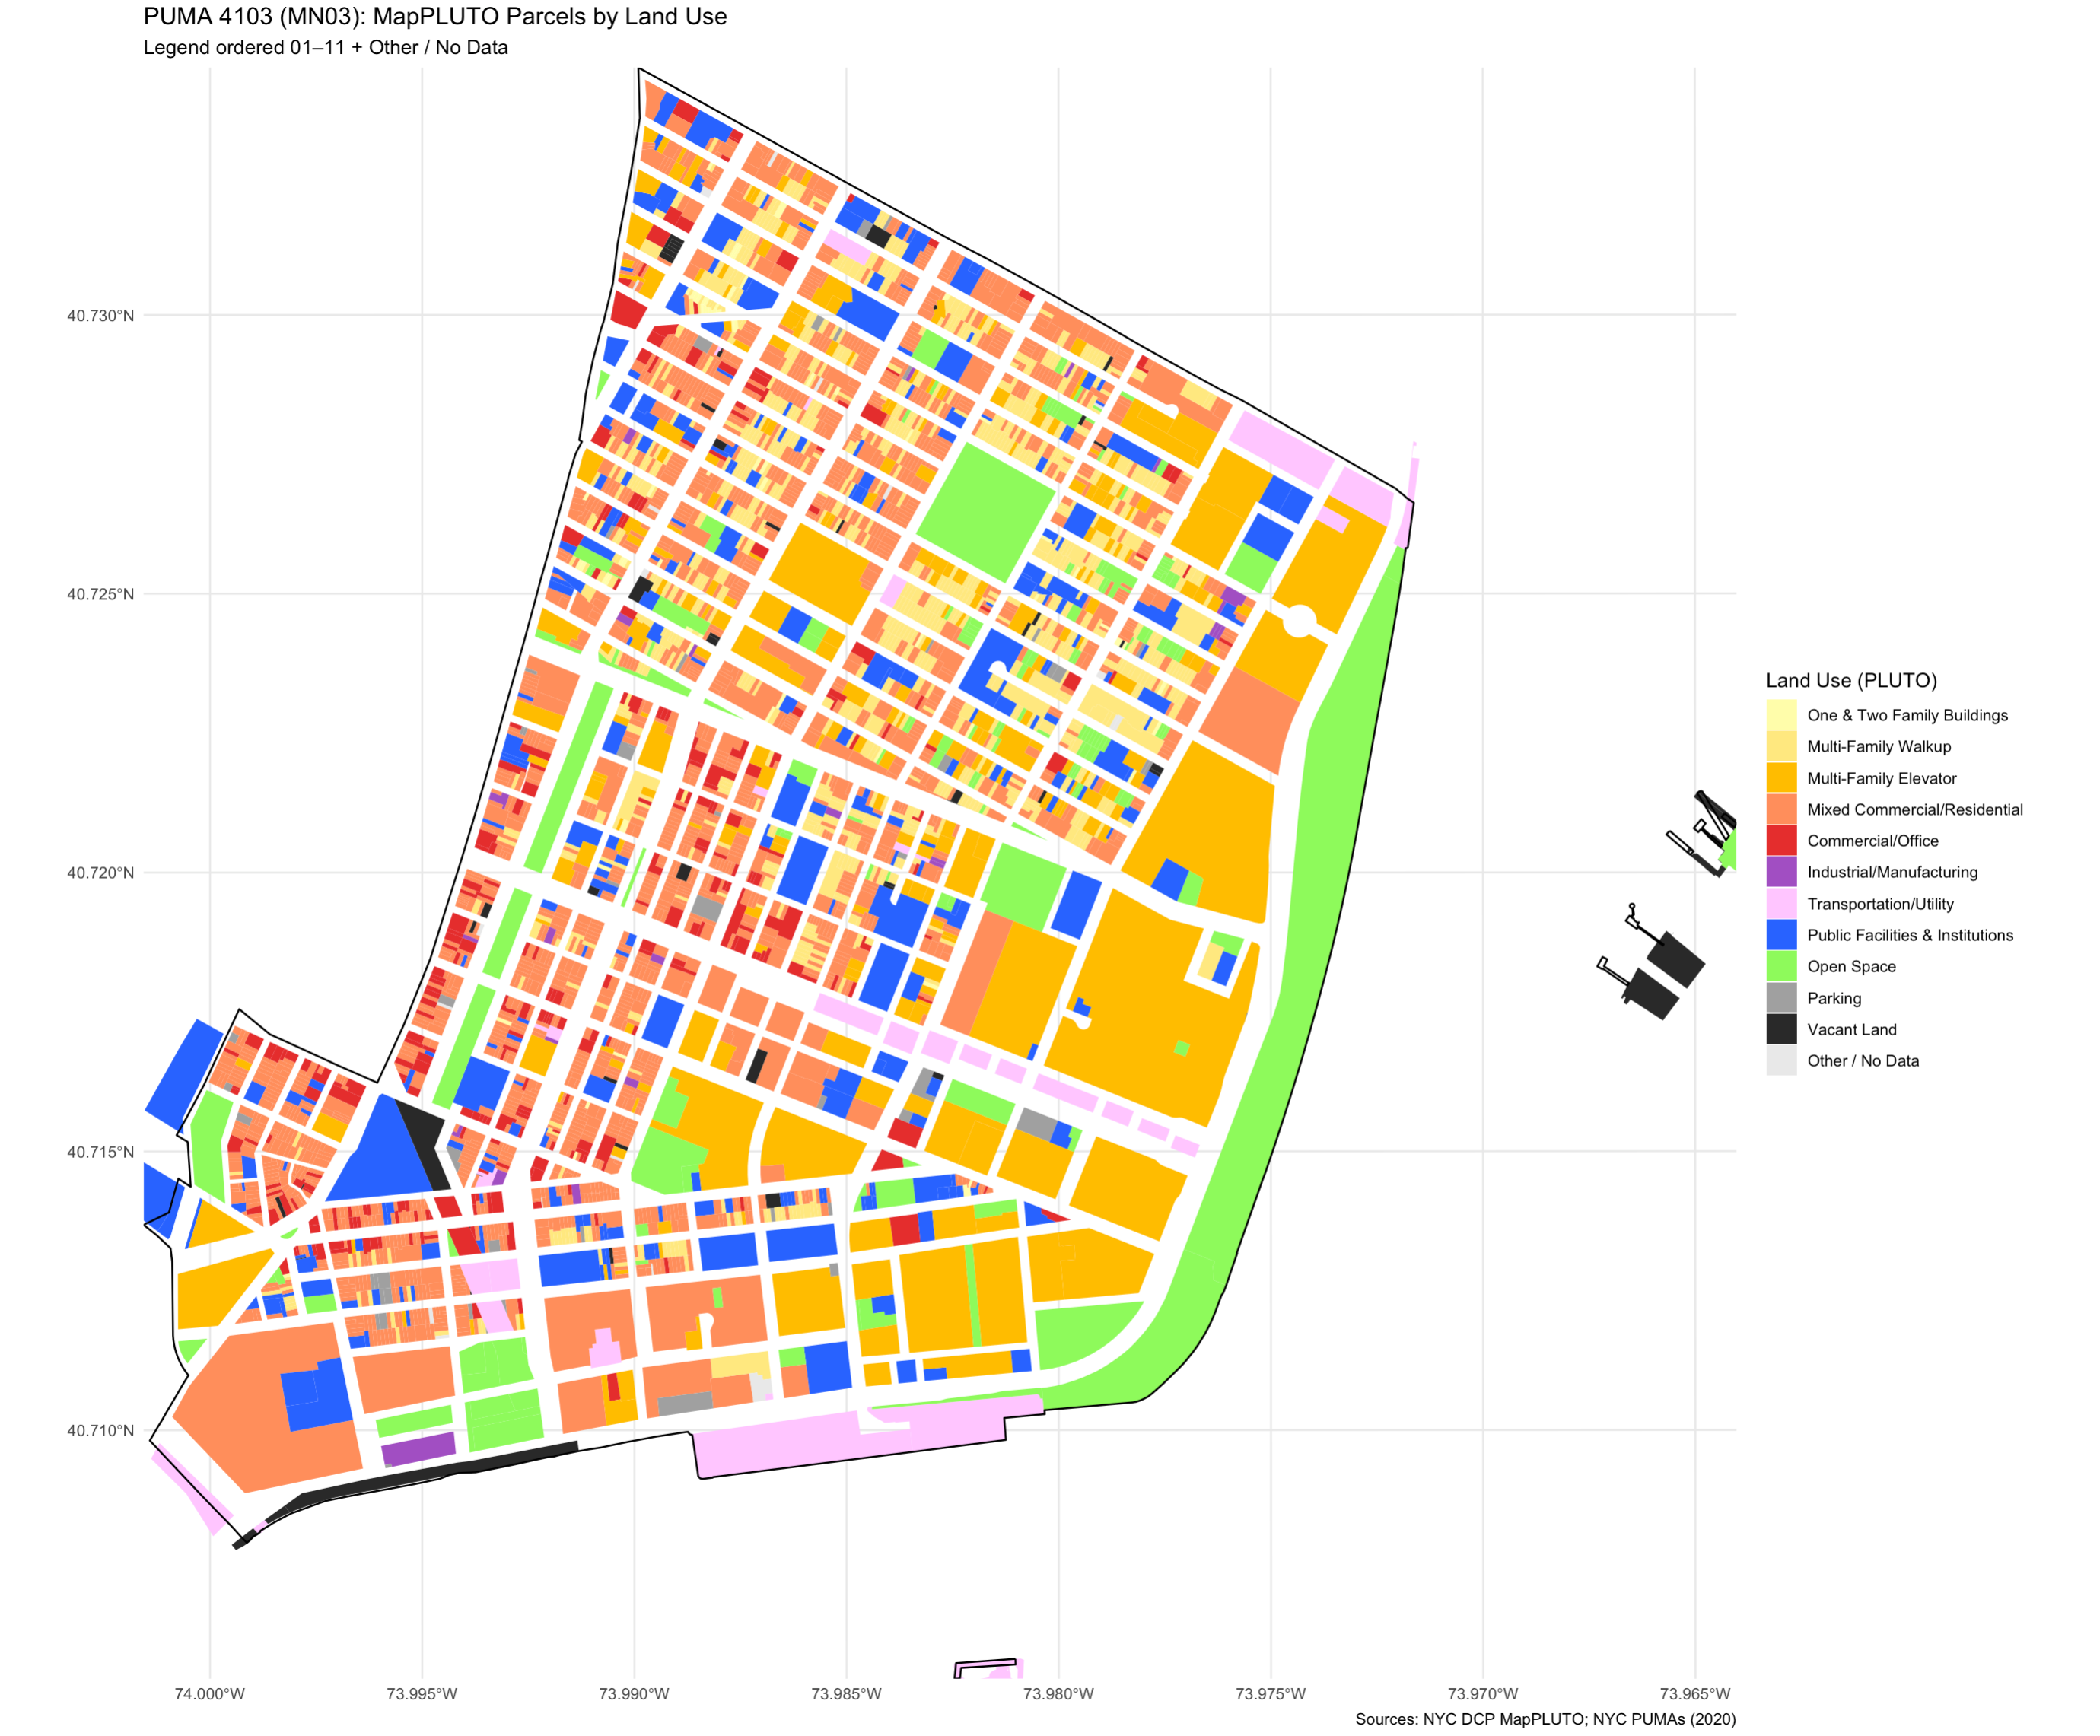 PUMA 4103 (MN03): MapPLUTO Parcels by Land Use
Legend ordered 01–11 + Other / No Data
40.730°N
40.725°N
40.720°N
40.715°N
40.710°N
74.000°W
73.995°W
73.990°W
73.985°W
73.980°W
73.975°W
73.970°W
73.965°W
Land Use (PLUTO)
One & Two Family Buildings
Multi-Family Walkup
Multi-Family Elevator
Mixed Commercial/Residential
Commercial/Office
Industrial/Manufacturing
Transportation/Utility
Public Facilities & Institutions
Open Space
Parking
Vacant Land
Other / No Data
Sources: NYC DCP MapPLUTO; NYC PUMAs (2020)